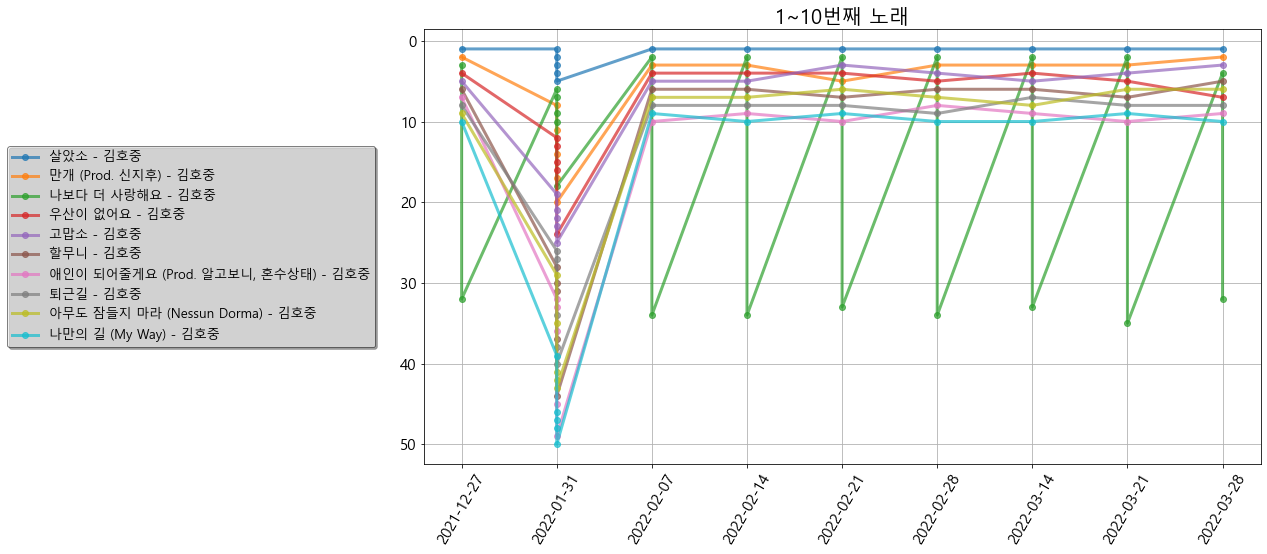 1~10번째 노래
살았소 - 김호중
만개 (Prod. 신지후) - 김호중
나보다 더 사랑해요 - 김호중
우산이 없어요 - 김호중
고맙소 - 김호중
할무니 - 김호중
애인이 되어줄게요 (Prod. 알고보니, 혼수상태) - 김호중
퇴근길 - 김호중
아무도 잠들지 마라 (Nessun Dorma) - 김호중
나만의 길 (My Way) - 김호중
0
10
20
30
40
50
2021-12-27
2022-01-31
2022-02-07
2022-02-14
2022-02-21
2022-02-28
2022-03-14
2022-03-21
2022-03-28